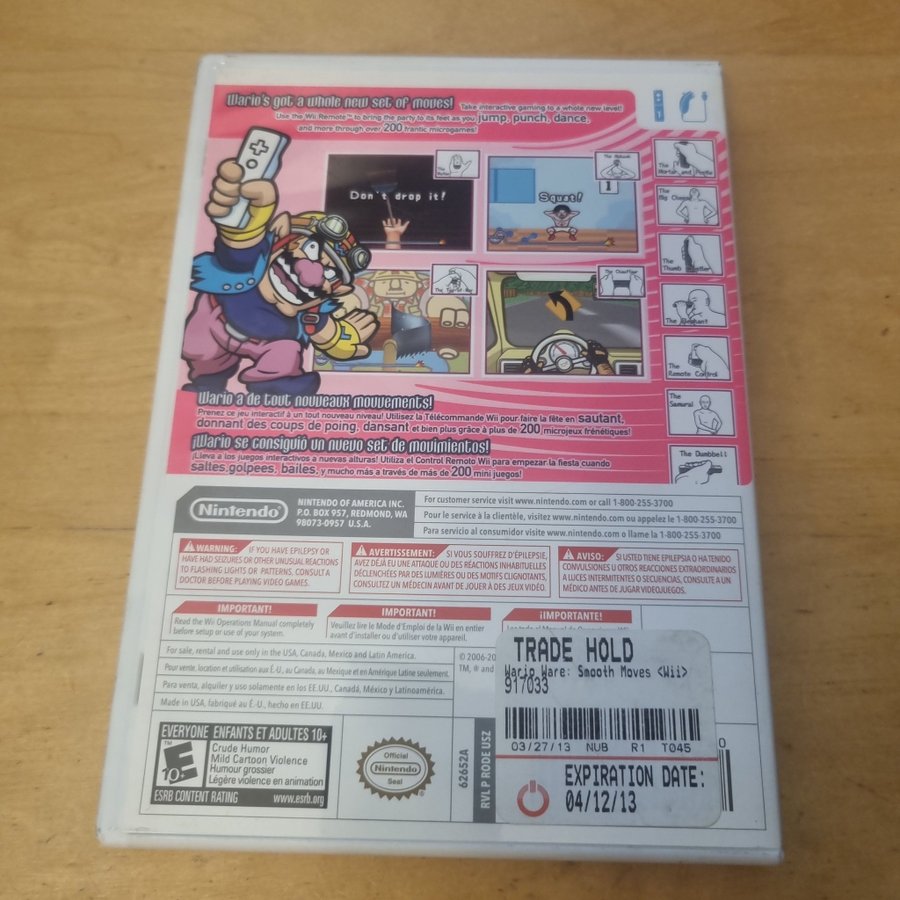 Wario's got a whole new set of moves! Take interactive gaming to a whole new level!
Use the Wii Remote™ to bring the party to its feet as you jump, punch, dance,
and more through over 200 frantic microgames!
The Waiter
Don't drop it!
The Mohawk
1
Squat!
The Tug-of-War
The Chauffeur
The Mortar and Pestle
The Big Cheese
The Thumb Wrestler
The Elephant
The Remote Control
The Samurai
The Dumbbell
Wario a de tout nouveaux mouvements!
Prenez ce jeu interactif à un tout nouveau niveau! Utilisez la Télécommande Wii pour faire la fête en sautant,
donnant des coups de poing, dansant et bien plus grâce à plus de 200 microjeux frénétiques!
¡Wario se consiguió un nuevo set de movimientos!
¡Lleva a los juegos interactivos a nuevas alturas! Utiliza el Control Remoto Wii para empezar la fiesta cuando
saltes, golpees, bailes, y mucho más a través de más de 200 mini juegos!
Nintendo
NINTENDO OF AMERICA INC.
P.O. BOX 957, REDMOND, WA
98073-0957 U.S.A.
For customer service visit www.nintendo.com or call 1-800-255-3700
Pour le service à la clientèle, visitez www.nintendo.com ou appelez le 1-800-255-3700
Para servicio al consumidor visite www.nintendo.com o llame la 1-800-255-3700
WARNING: IF YOU HAVE EPILEPSY OR
HAVE HAD SEIZURES OR OTHER UNUSUAL REACTIONS
TO FLASHING LIGHTS OR PATTERNS, CONSULT A
DOCTOR BEFORE PLAYING VIDEO GAMES.
AVERTISSEMENT: SI VOUS SOUFFREZ D'ÉPILEPSIE,
AVEZ DÉJÀ EU UNE ATTAQUE OU DES RÉACTIONS INHABITUELLES
DÉCLENCHÉES PAR DES LUMIÈRES OU DES MOTIFS CLIGNOTANTS,
CONSULTEZ UN MÉDECIN AVANT DE JOUER À DES JEUX VIDÉO.
AVISO: SI USTED TIENE EPILEPSIA O HA TENIDO
CONVULSIONES U OTROS REACCIONES EXTRAORDINARIOS
A LUCES INTERMITENTES O SECUENCIAS, CONSULTE A UN
MÉDICO ANTES DE JUGAR VIDEOJUEGOS.
IMPORTANT!
Read the Wii Operations Manual completely
before setup or use of your system.
IMPORTANT!
Veuillez lire le Mode d'Emploi de la Wii en entier
avant d'installer ou d'utiliser votre appareil.
¡IMPORTANTE!
For sale, rental and use only in the USA, Canada, Mexico and Latin America.
Pour vente, location et utilisation aux É.-U., au Canada, au Mexique et en Amérique Latine seulement.
Para venta, alquiler y uso solamente en los EE.UU., Canadá, México y Latinoamérica.
Made in USA, fabriqué au É.-U., hecho en EE.UU.
© 2006-20
TM, ® and
TRADE HOLD
Wario Ware: Smooth Moves <Wii>
917033
03/27/13 NUB R1 T045
EXPIRATION DATE:
04/12/13
0
EVERYONE ENFANTS ET ADULTES 10+
E
10+
Crude Humor
Mild Cartoon Violence
Humour grossier
Légère violence en animation
ESRB CONTENT RATING www.esrb.org
Official
Nintendo
Seal
62652A
RVL P RODE USZ